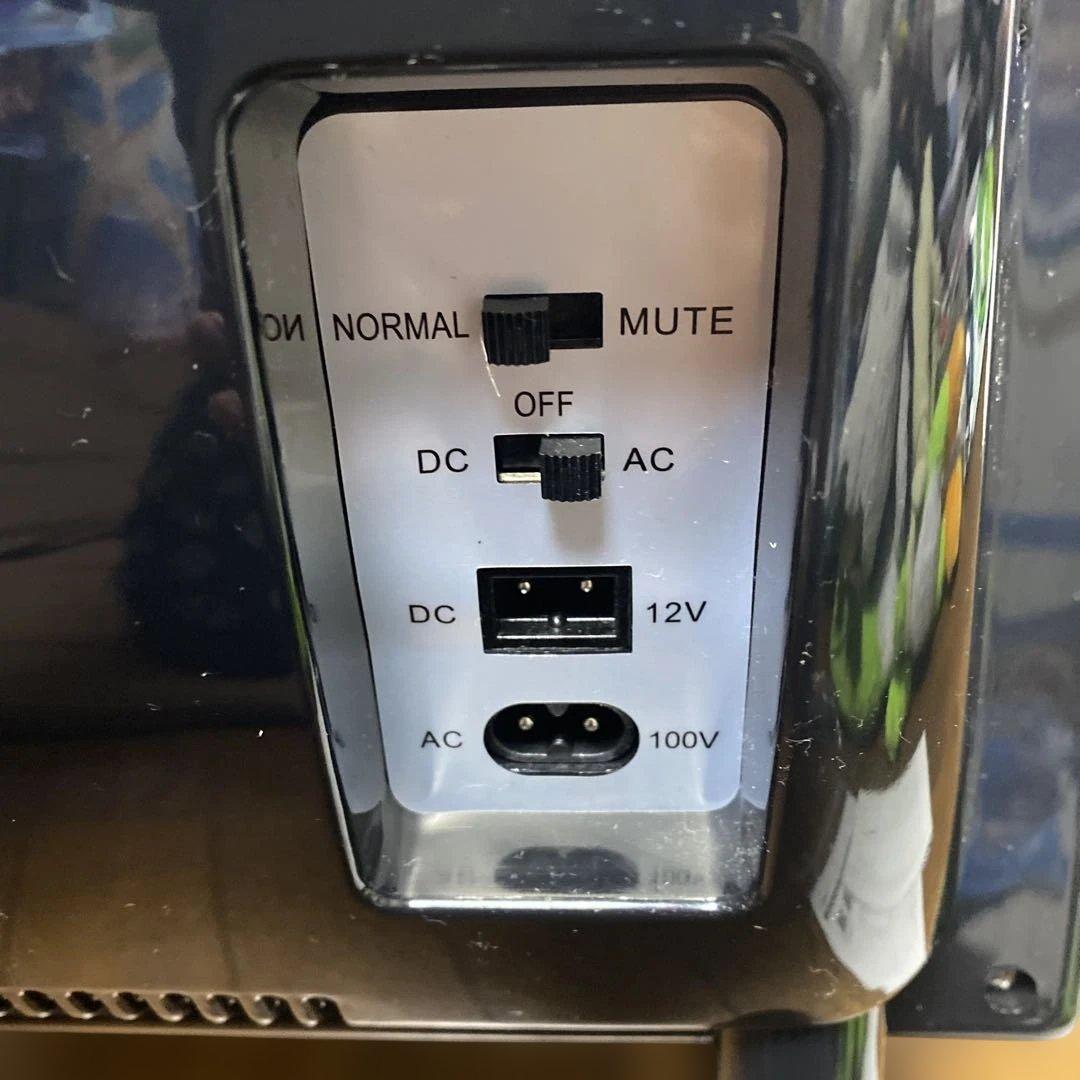 NORMAL MUTE
OFF
DC AC
DC 12V
AC 100V